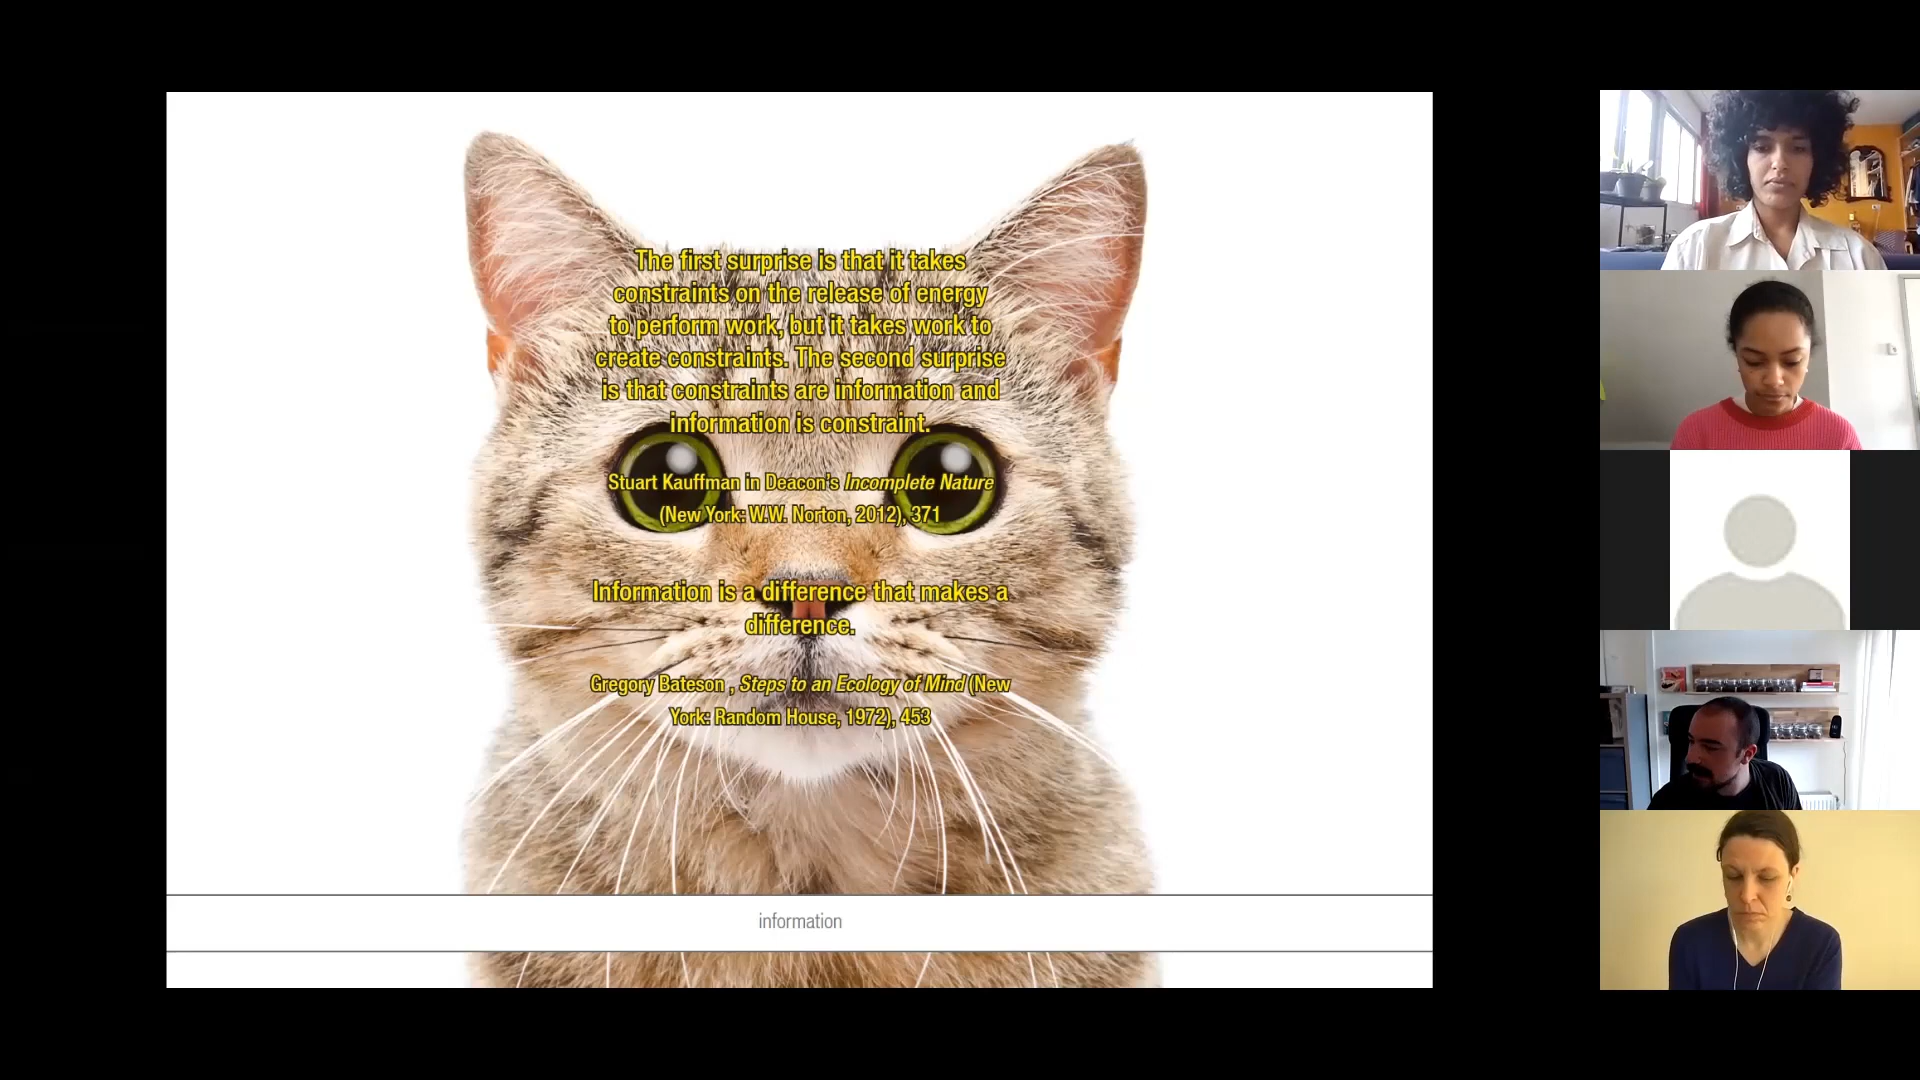 The first surprise is that it takes
constraints on the release of energy
to perform work, but it takes work to
create constraints. The second surprise
is that constraints are information and
information is constraint.
Stuart Kauffman in Deacon's Incomplete Nature
(New York: W.W. Norton, 2012), 371
Information is a difference that makes a
difference.
Gregory Bateson , Steps to an Ecology of Mind (New
York: Random House, 1972), 453
information